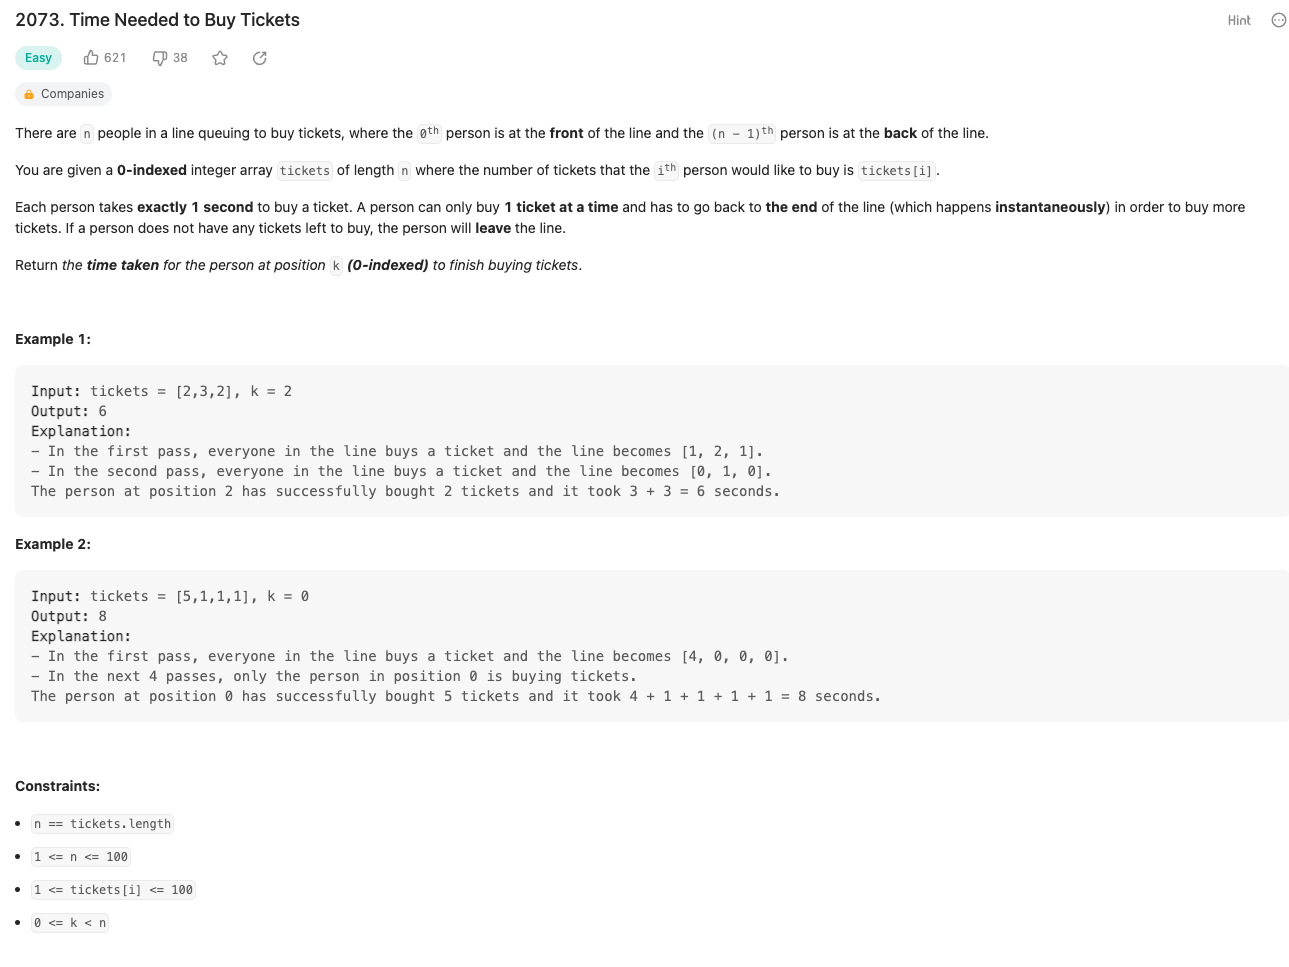 2073. Time Needed to Buy Tickets
Hint
Easy 621 38
Companies
There are n people in a line queuing to buy tickets, where the 0th person is at the front of the line and the (n - 1)th person is at the back of the line.
You are given a 0-indexed integer array tickets of length n where the number of tickets that the ith person would like to buy is tickets[i].
Each person takes exactly 1 second to buy a ticket. A person can only buy 1 ticket at a time and has to go back to the end of the line (which happens instantaneously) in order to buy more
tickets. If a person does not have any tickets left to buy, the person will leave the line.
Return the time taken for the person at position k (0-indexed) to finish buying tickets.
Example 1:
Input: tickets = [2,3,2], k = 2
Output: 6
Explanation:
- In the first pass, everyone in the line buys a ticket and the line becomes [1, 2, 1].
- In the second pass, everyone in the line buys a ticket and the line becomes [0, 1, 0].
The person at position 2 has successfully bought 2 tickets and it took 3 + 3 = 6 seconds.
Example 2:
Input: tickets = [5,1,1,1], k = 0
Output: 8
Explanation:
- In the first pass, everyone in the line buys a ticket and the line becomes [4, 0, 0, 0].
- In the next 4 passes, only the person in position 0 is buying tickets.
The person at position 0 has successfully bought 5 tickets and it took 4 + 1 + 1 + 1 + 1 = 8 seconds.
Constraints:
• n == tickets.length
• 1 <= n <= 100
• 1 <= tickets[i] <= 100
• 0 <= k < n